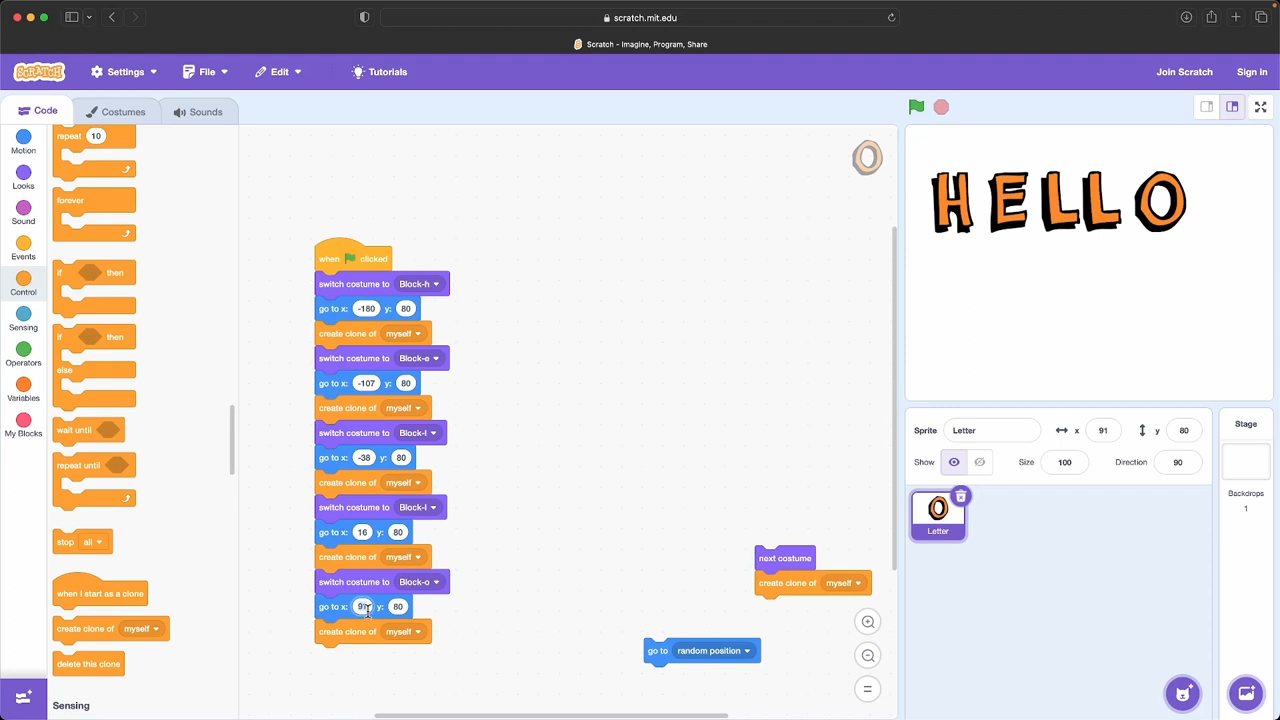 scratch.mit.edu
Scratch - Imagine, Program, Share
SCRATCH
Settings
File
Edit
Tutorials
Join Scratch
Sign in
Code
Costumes
Sounds
Motion
Looks
Sound
Events
Control
Sensing
Operators
Variables
My Blocks
repeat 10
forever
if then
if then
else
wait until
repeat until
stop all
when I start as a clone
create clone of myself
delete this clone
Sensing
when clicked
switch costume to Block-h
go to x: -180 y: 80
create clone of myself
switch costume to Block-e
go to x: -107 y: 80
create clone of myself
switch costume to Block-l
go to x: -38 y: 80
create clone of myself
switch costume to Block-l
go to x: 16 y: 80
create clone of myself
switch costume to Block-o
go to x: 91 y: 80
create clone of myself
next costume
create clone of myself
go to random position
O
HELLO
Sprite Letter x 91 y 80
Show Size 100 Direction 90
O
Letter
Stage
Backdrops
1